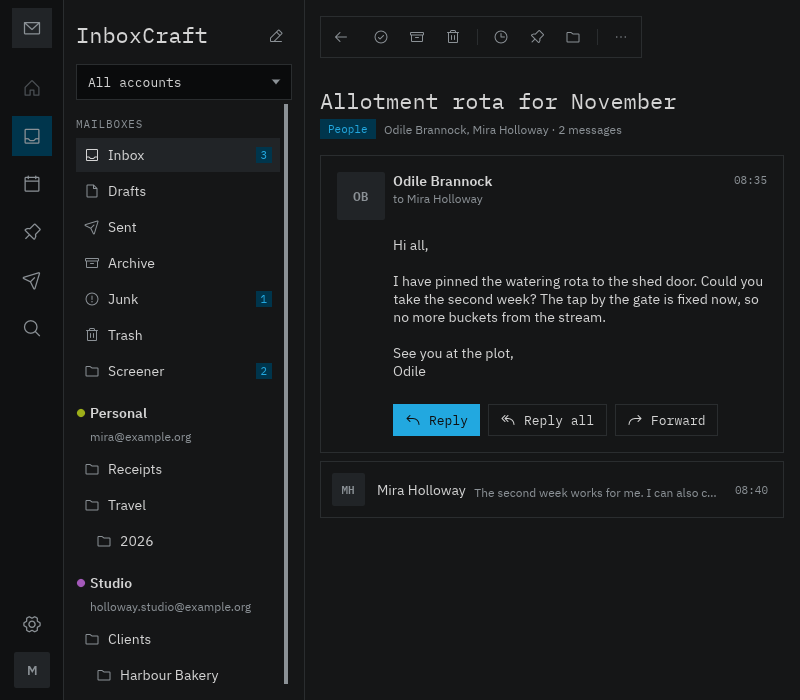 InboxCraft
All accounts
MAILBOXES
Inbox 3
Drafts
Sent
Archive
Junk 1
Trash
Screener 2
Personal
mira@example.org
Receipts
Travel
2026
Studio
holloway.studio@example.org
Clients
Harbour Bakery
M
Allotment rota for November
People Odile Brannock, Mira Holloway · 2 messages
OB
Odile Brannock 08:35
to Mira Holloway
Hi all,
I have pinned the watering rota to the shed door. Could you
take the second week? The tap by the gate is fixed now, so
no more buckets from the stream.
See you at the plot,
Odile
Reply Reply all Forward
MH Mira Holloway The second week works for me. I can also c... 08:40